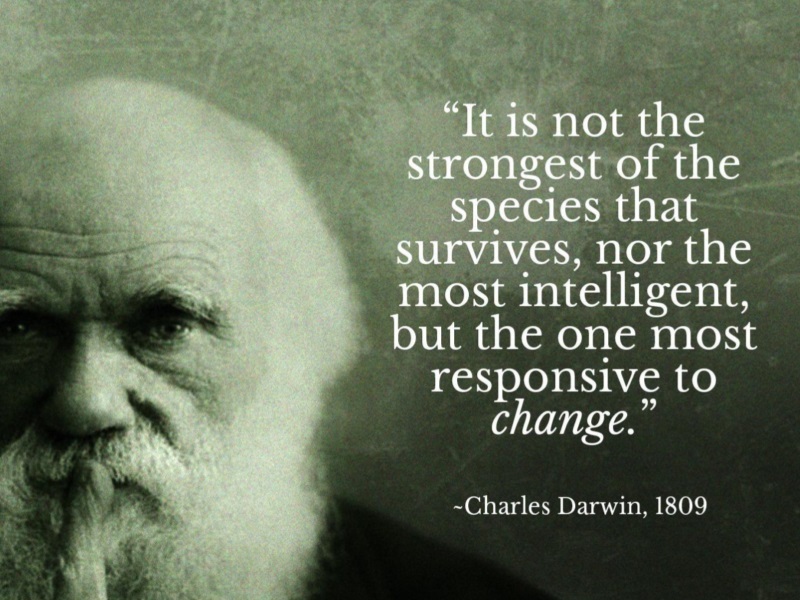 “It is not the
strongest of the
species that
survives, nor the
most intelligent,
but the one most
responsive to
change.”
~Charles Darwin, 1809